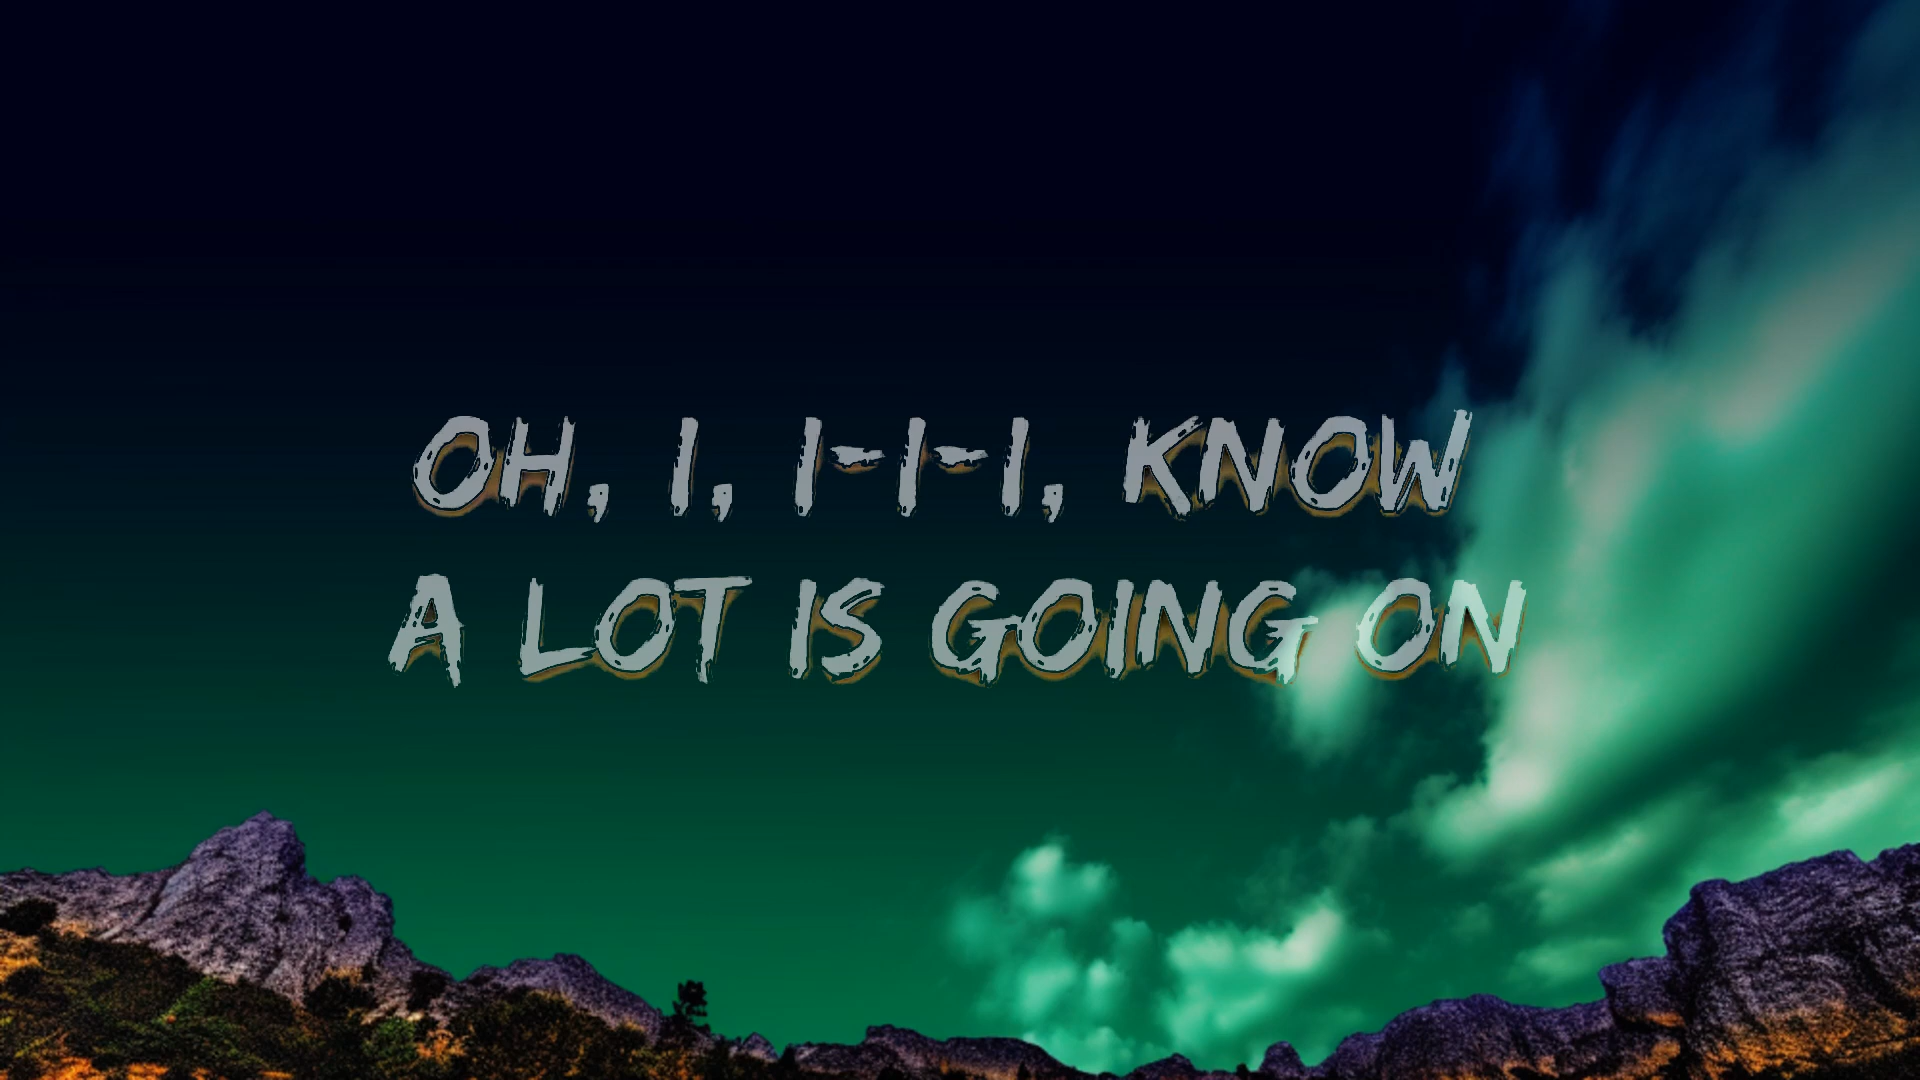 OH, I, I-I-I, KNOW
A LOT IS GOING ON